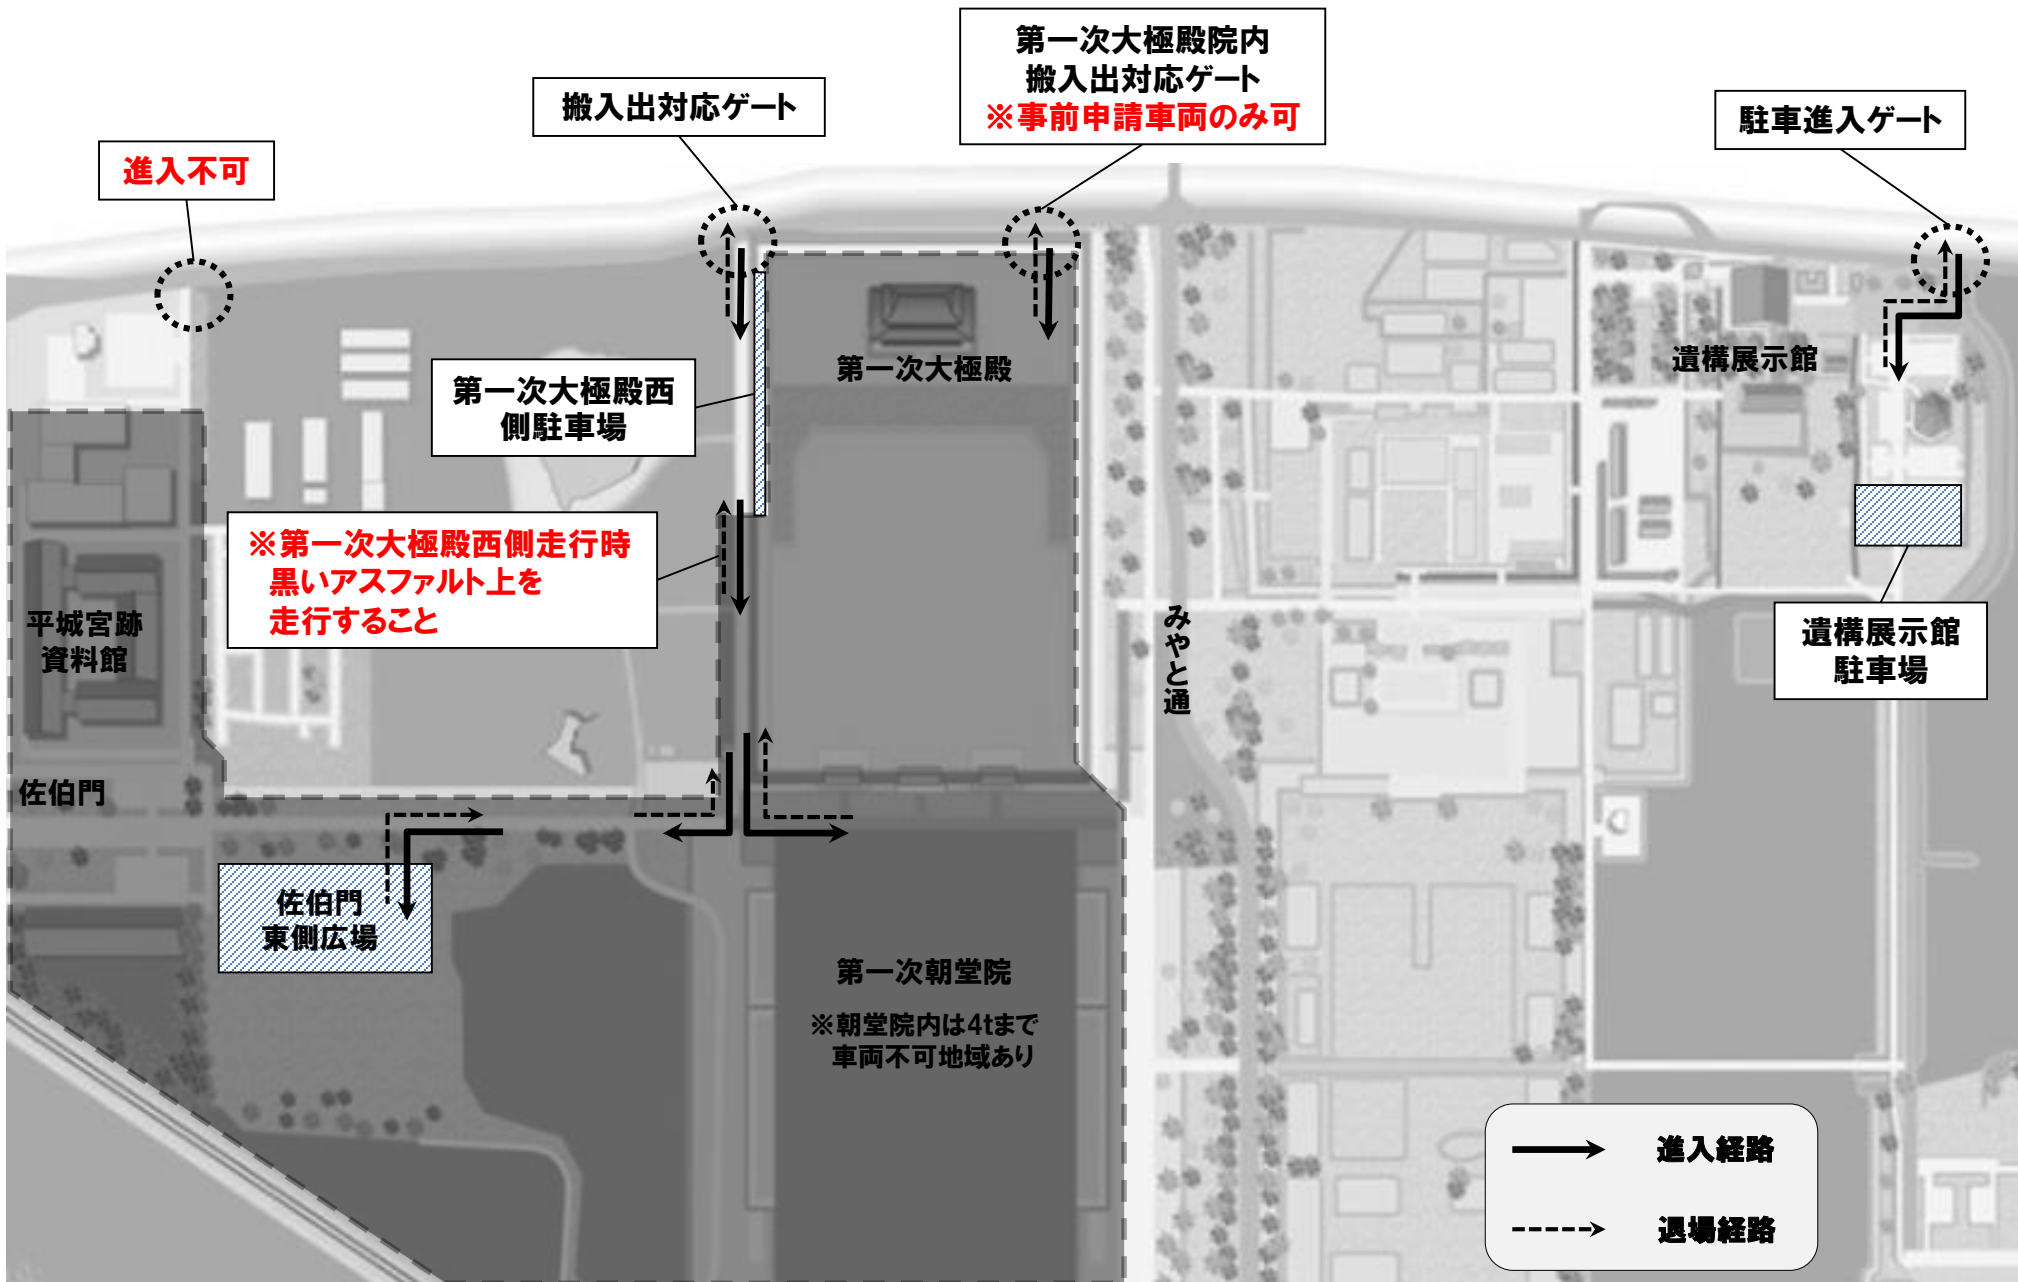 第一次大極殿院内
搬入出対応ゲート
※事前申請車両のみ可
搬入出対応ゲート
駐車進入ゲート
進入不可
第一次大極殿
遺構展示館
第一次大極殿西
側駐車場
※第一次大極殿西側走行時
黒いアスファルト上を
走行すること
平城宮跡
資料館
みやと通
遺構展示館
駐車場
佐伯門
佐伯門
東側広場
第一次朝堂院
※朝堂院内は4tまで
車両不可地域あり
進入経路
退場経路